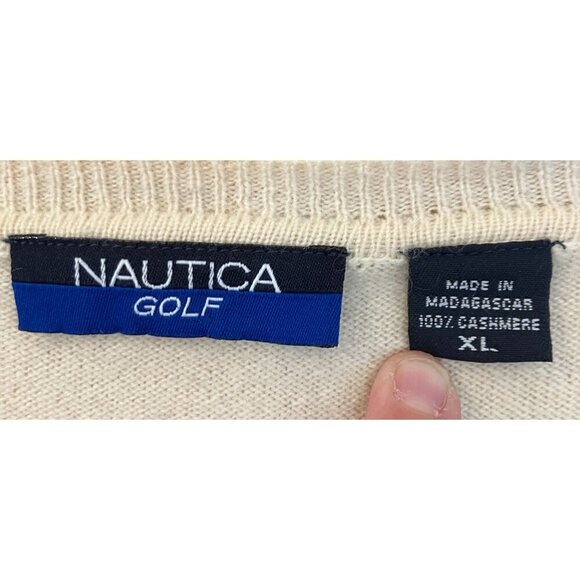 NAUTICA
GOLF
MADE IN
MADAGASCAR
100% CASHMERE
XL